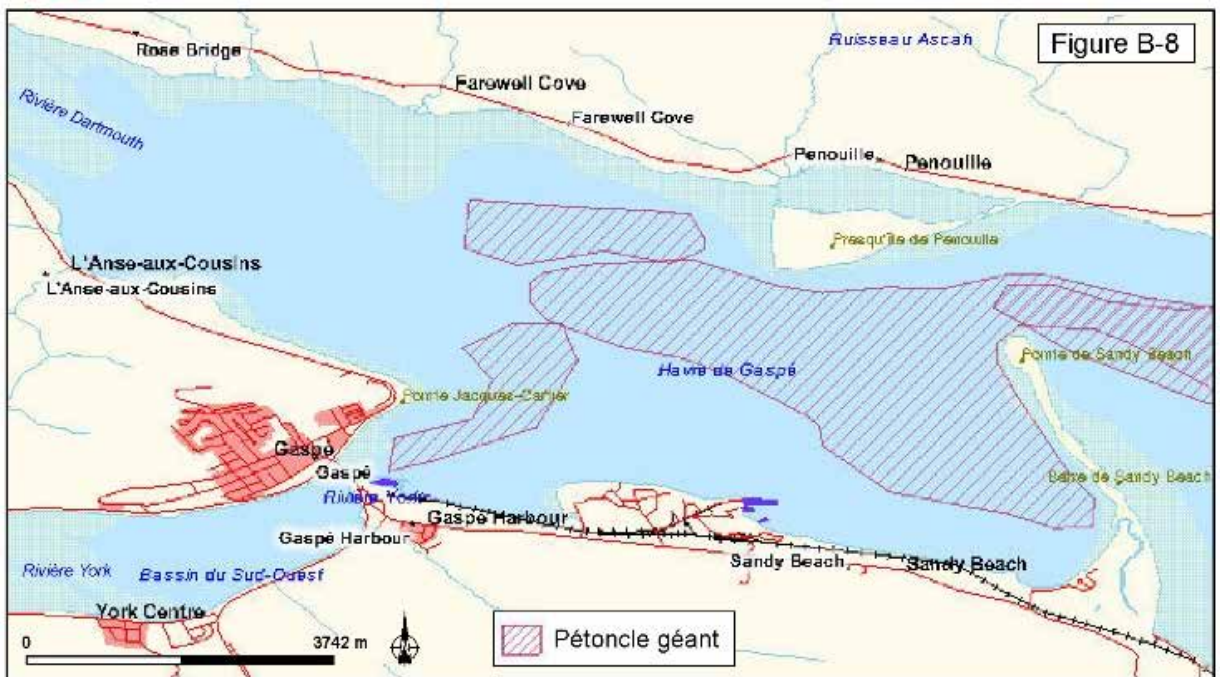 Figure B-8
Ruisseau Ascah
Rose Bridge
Farewell Cove
Rivière Dartmouth
Farewell Cove
Penouille
Penouille
Presqu'île de Penouille
L'Anse-aux-Cousins
L'Anse-aux-Cousins
Pointe de Sandy Beach
Havre de Gaspé
Pointe Jacques-Cartier
Gaspé
Gaspé
Barre de Sandy Beach
Rivière York
Gaspé Harbour
Gaspé Harbour
Sandy Beach
Sandy Beach
Rivière York
Bassin du Sud-Ouest
York Centre
0
3742 m
Pétoncle géant